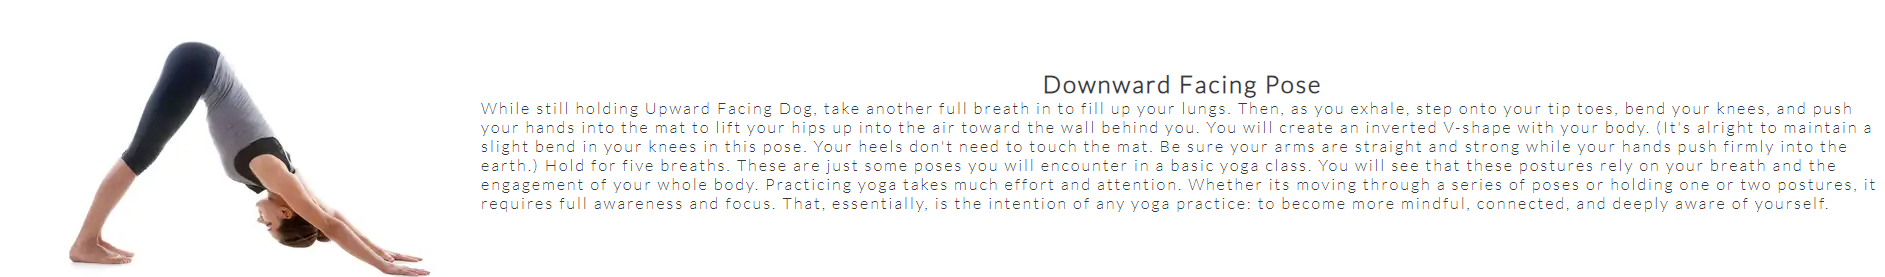 Downward Facing Pose
While still holding Upward Facing Dog, take another full breath in to fill up your lungs. Then, as you exhale, step onto your tip toes, bend your knees, and push
your hands into the mat to lift your hips up into the air toward the wall behind you. You will create an inverted V-shape with your body. (It's alright to maintain a
slight bend in your knees in this pose. Your heels don't need to touch the mat. Be sure your arms are straight and strong while your hands push firmly into the
earth.) Hold for five breaths. These are just some poses you will encounter in a basic yoga class. You will see that these postures rely on your breath and the
engagement of your whole body. Practicing yoga takes much effort and attention. Whether its moving through a series of poses or holding one or two postures, it
requires full awareness and focus. That, essentially, is the intention of any yoga practice: to become more mindful, connected, and deeply aware of yourself.